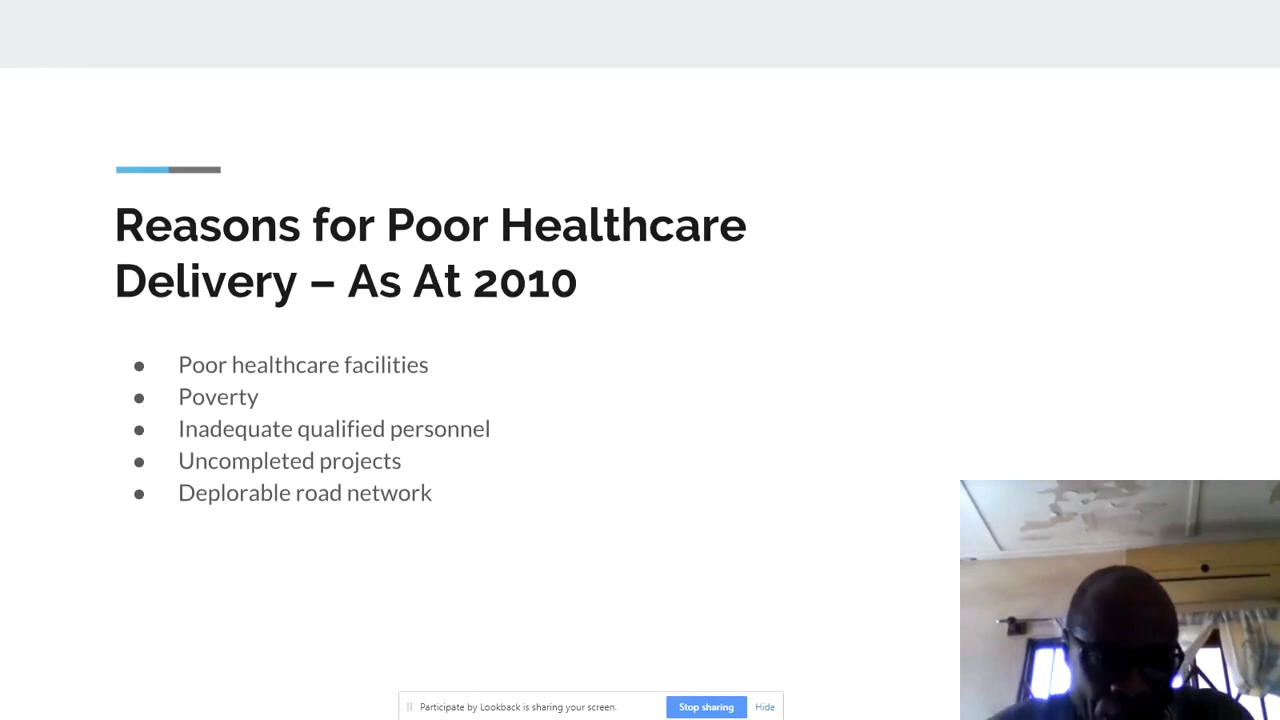 Reasons for Poor Healthcare
Delivery – As At 2010
● Poor healthcare facilities
● Poverty
● Inadequate qualified personnel
● Uncompleted projects
● Deplorable road network
Participate by Lookback is sharing your screen.
Stop sharing
Hide